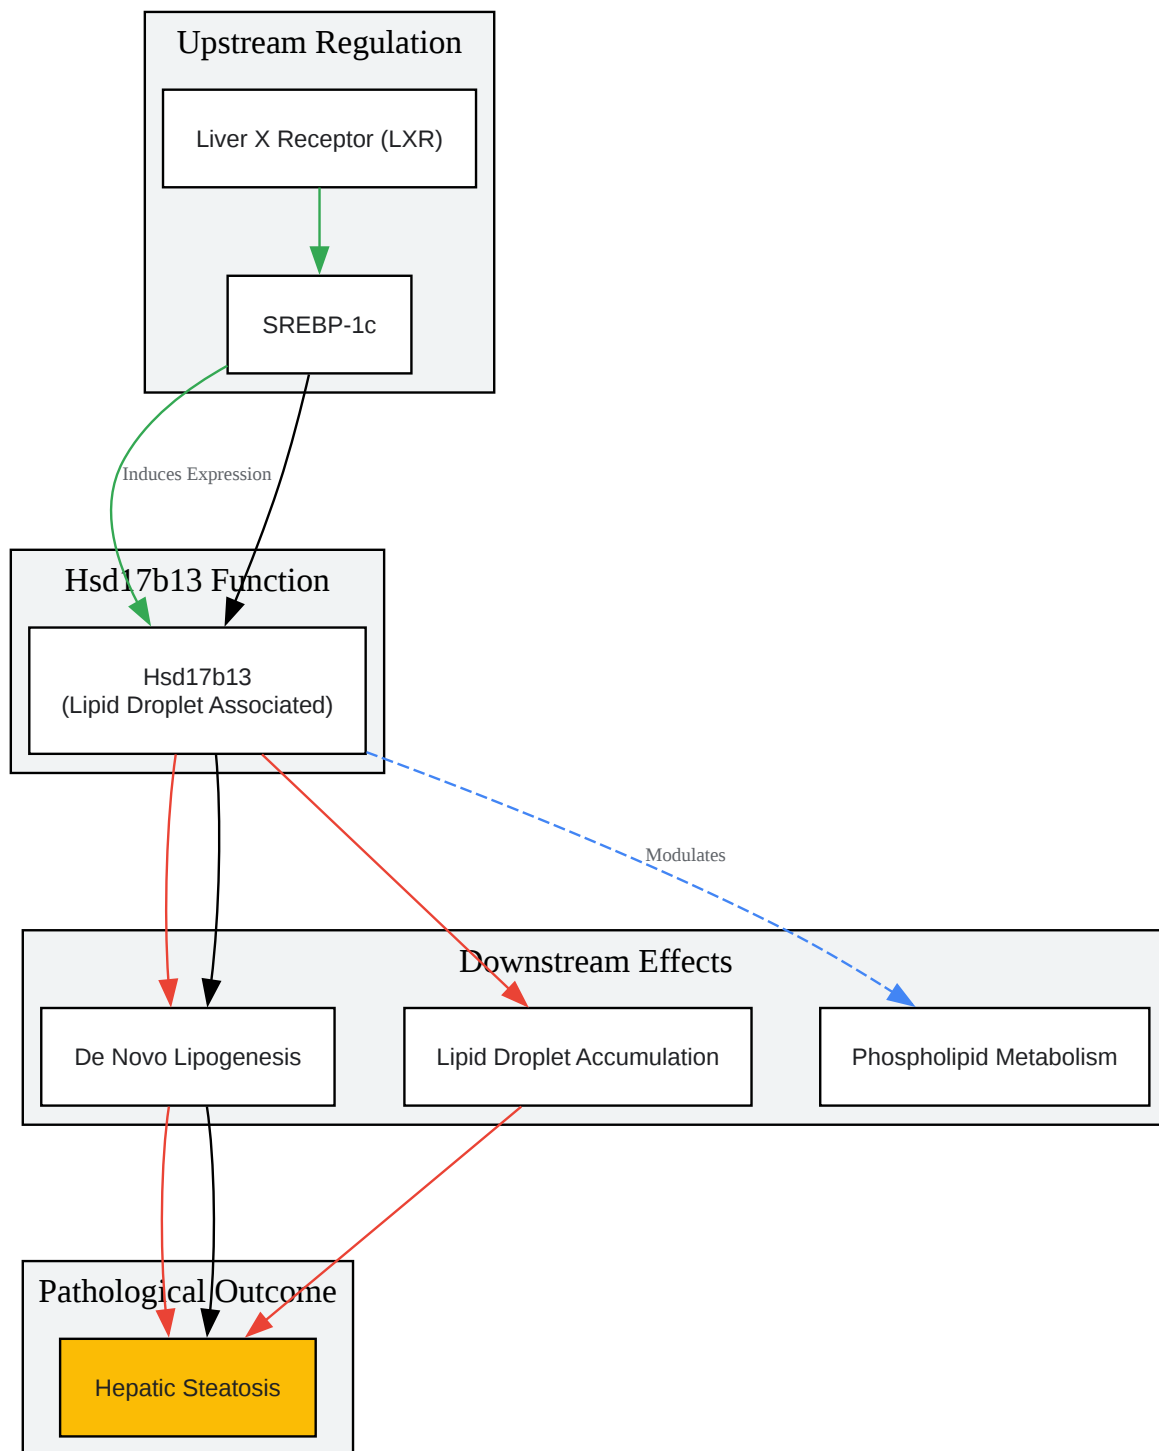 Upstream Regulation
Liver X Receptor (LXR)
SREBP-1c
Induces Expression
Hsd17b13 Function
Hsd17b13
(Lipid Droplet Associated)
Modulates
Downstream Effects
De Novo Lipogenesis
Lipid Droplet Accumulation
Phospholipid Metabolism
Pathological Outcome
Hepatic Steatosis